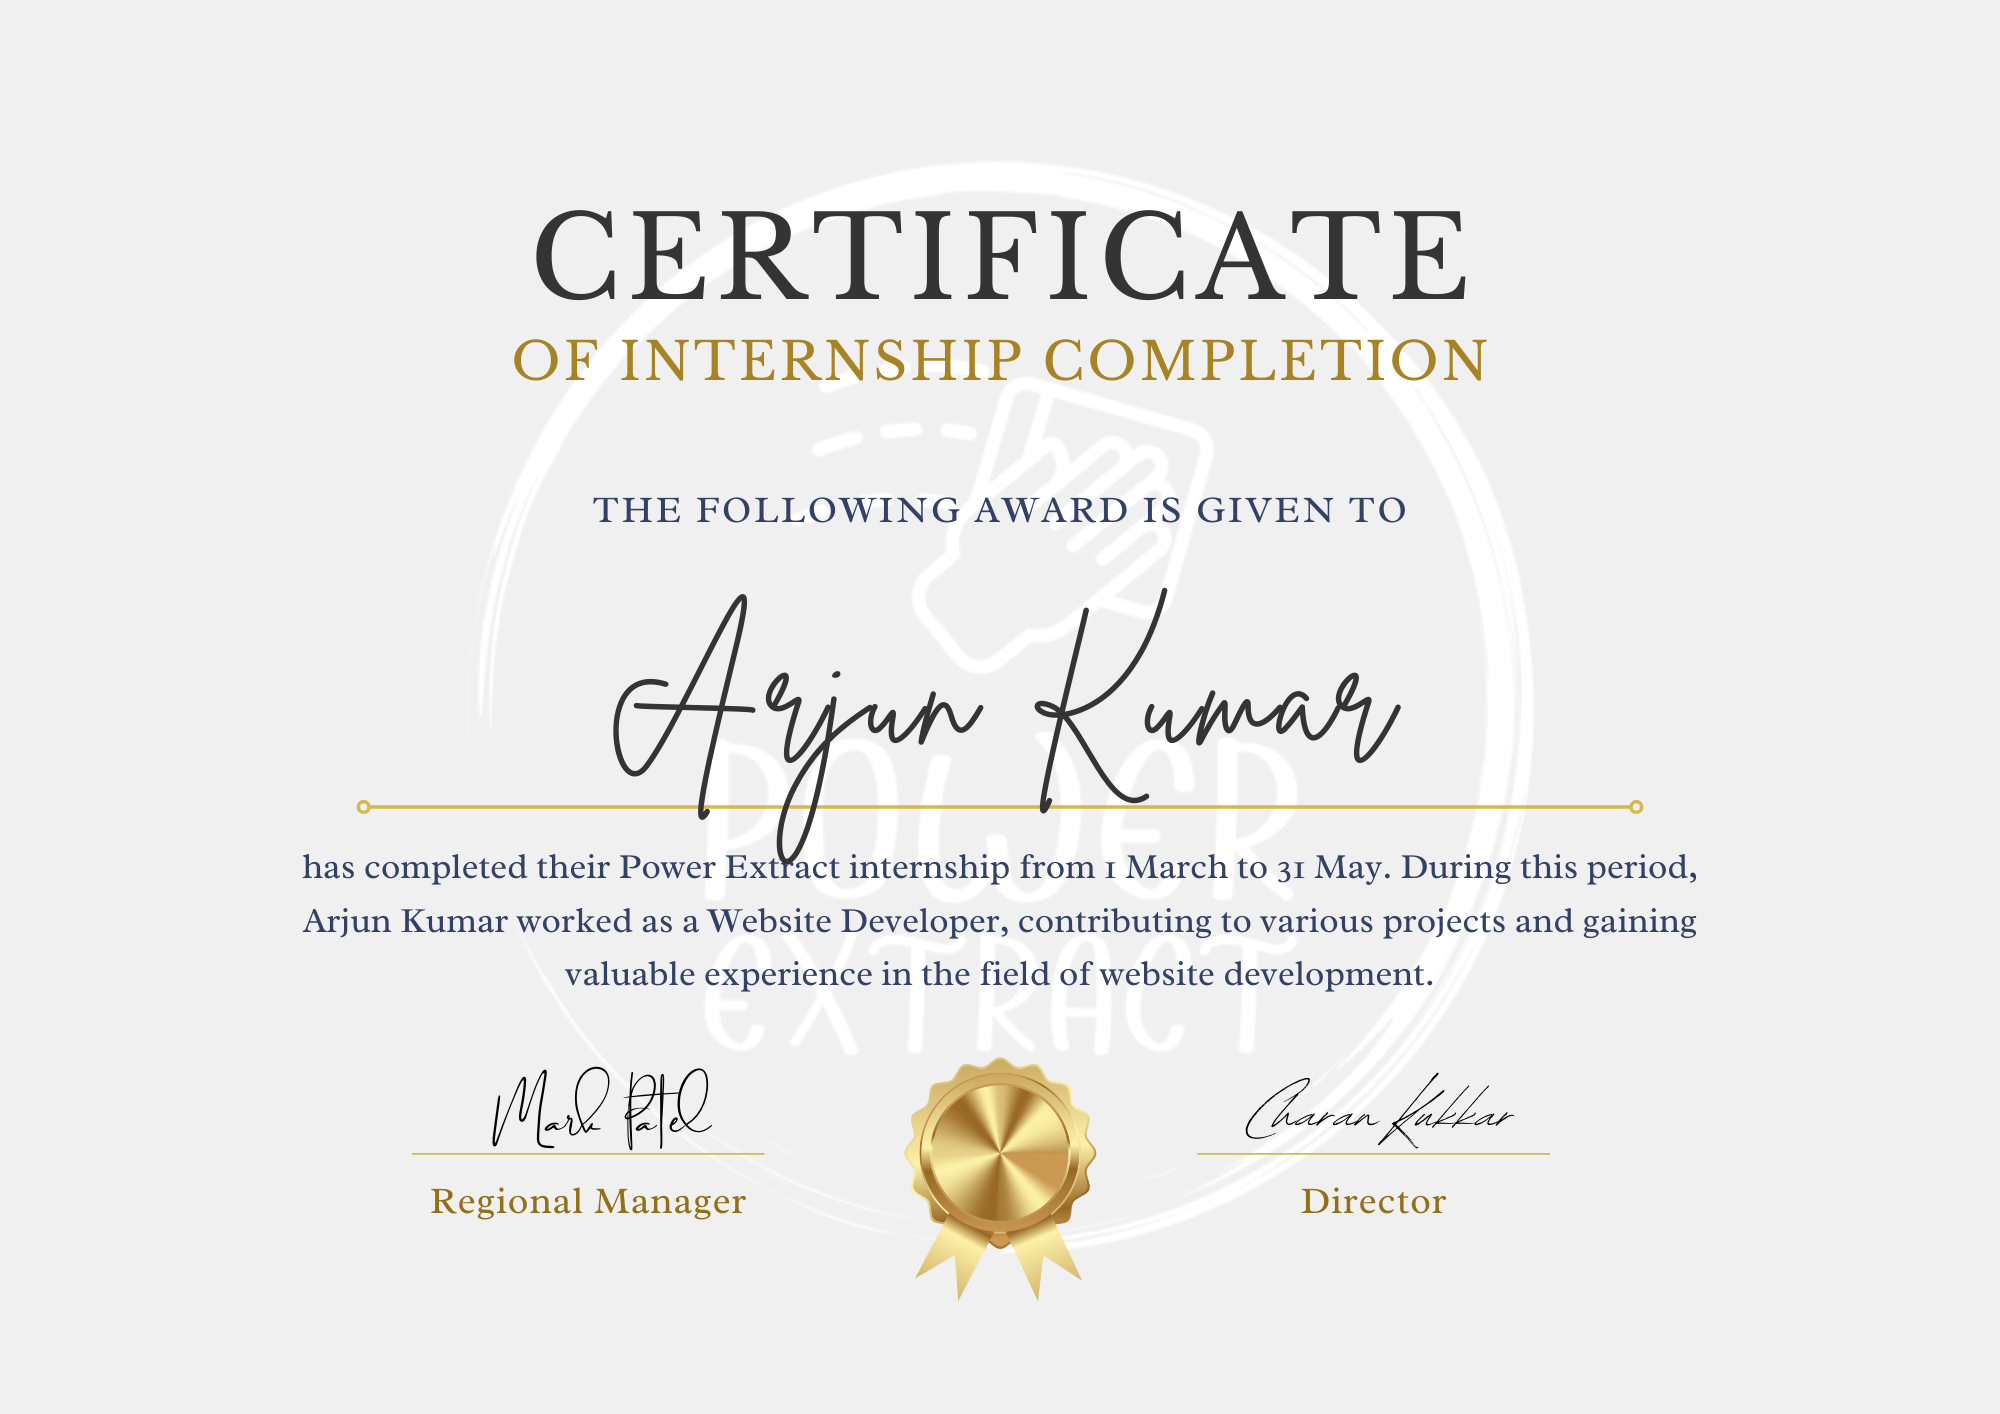 CERTIFICATE
OF INTERNSHIP COMPLETION
THE FOLLOWING AWARD IS GIVEN TO
Arjun Kumar
POWER
has completed their Power Extract internship from 1 March to 31 May. During this period,
Arjun Kumar worked as a Website Developer, contributing to various projects and gaining
valuable experience in the field of website development.
EXTRACT
Mark Patel
Charan Kukkar
Regional Manager
Director